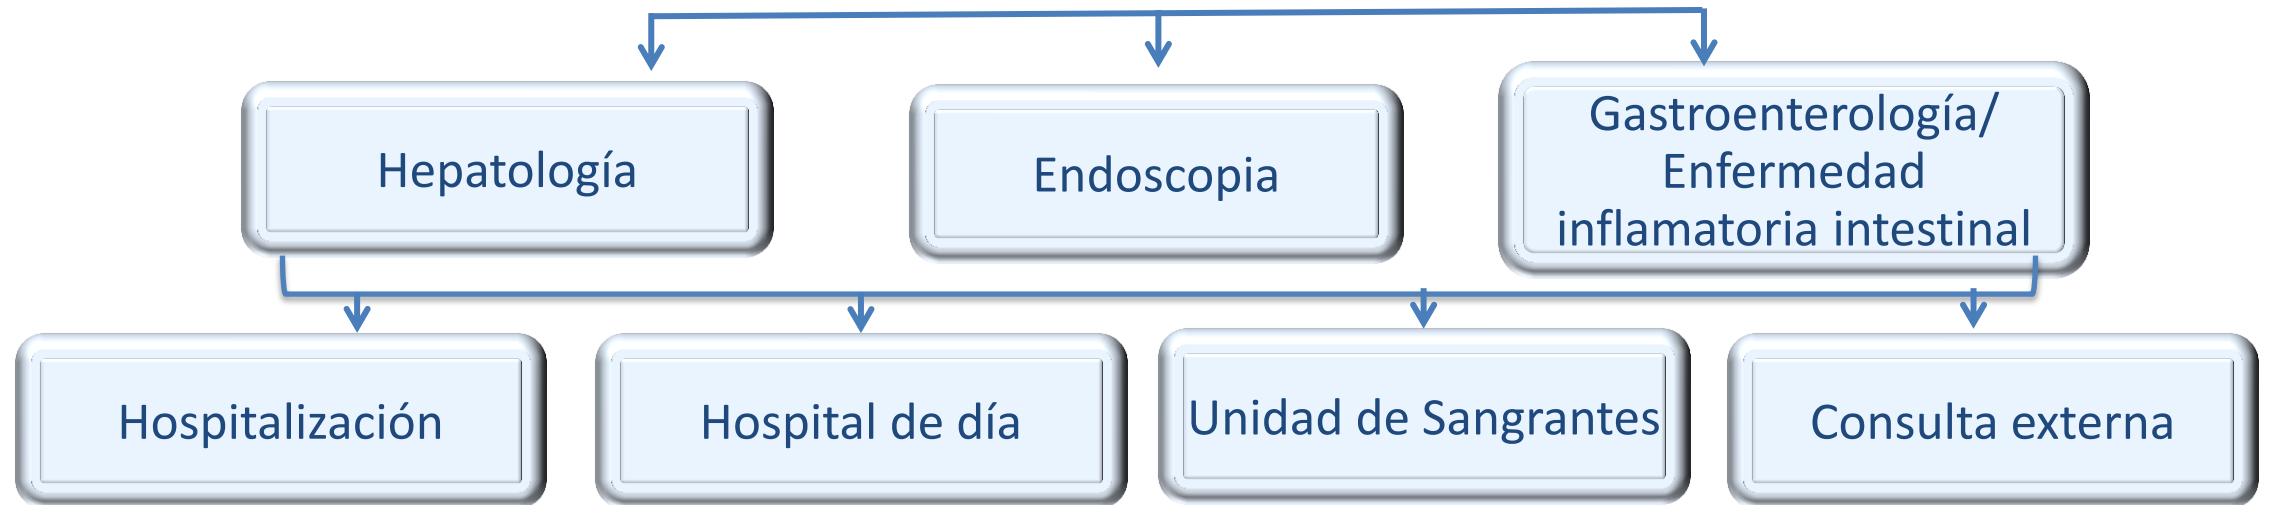 Hepatología
Endoscopia
Gastroenterología/
Enfermedad
inflamatoria intestinal
Hospitalización
Hospital de día
Unidad de Sangrantes
Consulta externa